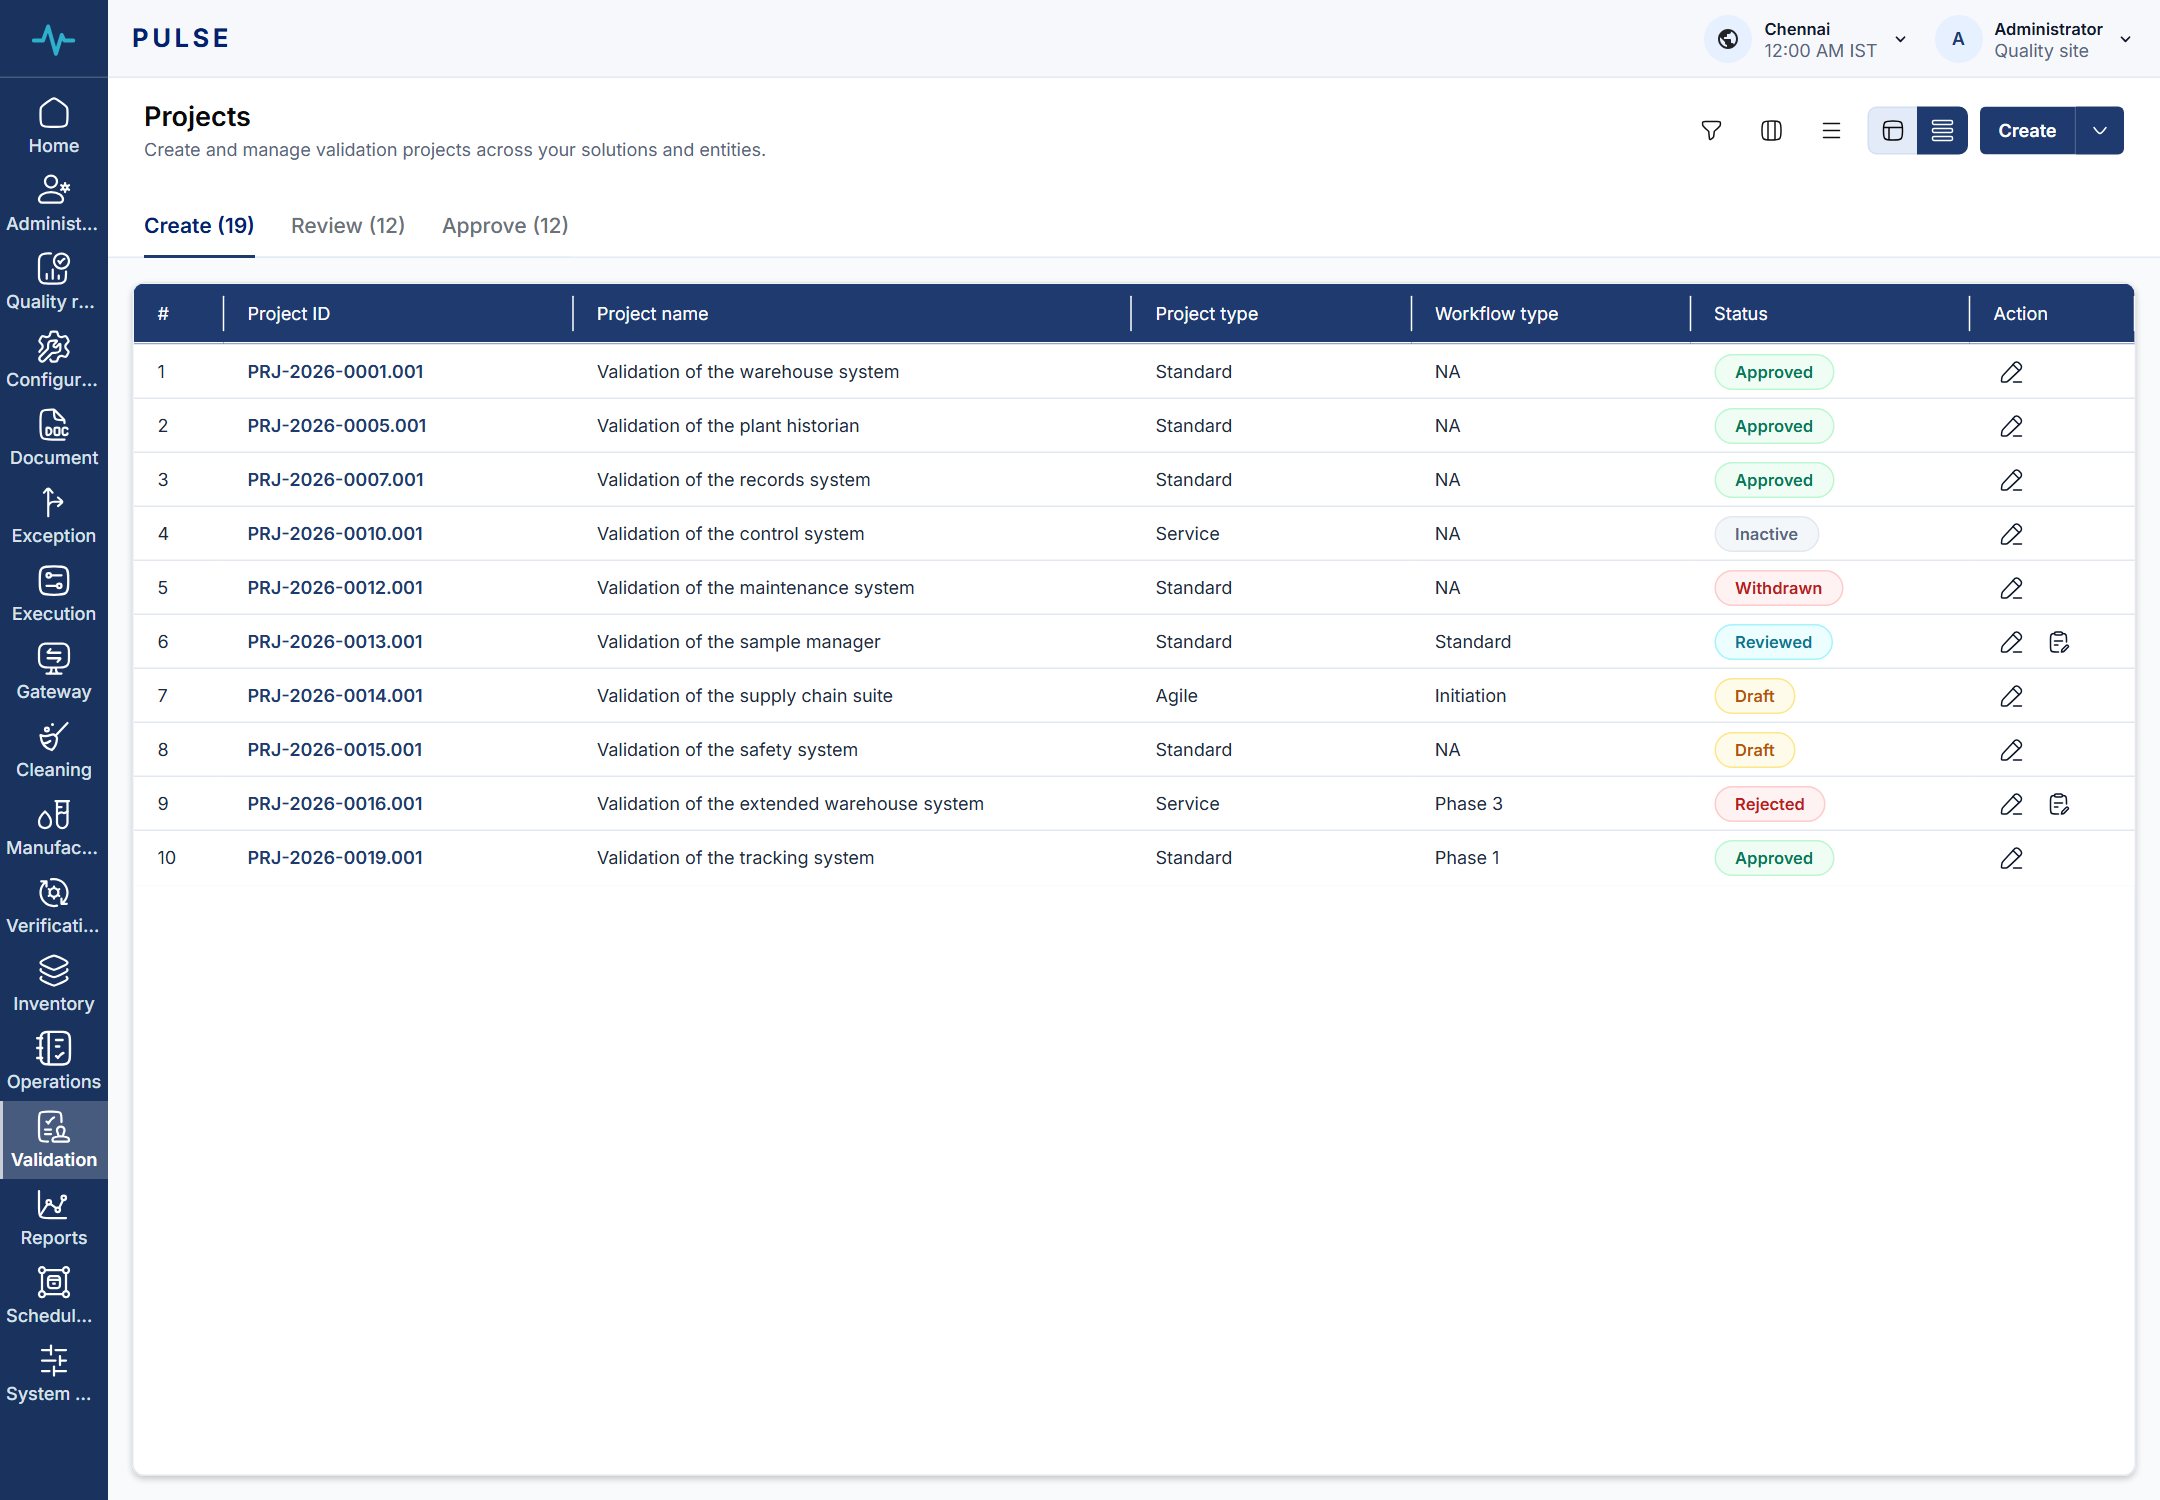 PULSE
Chennai
12:00 AM IST
A
Administrator
Quality site
Home
Administ...
Quality r...
Configur...
DOC
Document
Exception
Execution
Gateway
Cleaning
Manufac...
Verificati...
Inventory
Operations
Validation
Reports
Schedul...
System ...
Projects
Create and manage validation projects across your solutions and entities.
Create
Create (19) Review (12) Approve (12)
# Project ID Project name Project type Workflow type Status Action
1 PRJ-2026-0001.001 Validation of the warehouse system Standard NA Approved
2 PRJ-2026-0005.001 Validation of the plant historian Standard NA Approved
3 PRJ-2026-0007.001 Validation of the records system Standard NA Approved
4 PRJ-2026-0010.001 Validation of the control system Service NA Inactive
5 PRJ-2026-0012.001 Validation of the maintenance system Standard NA Withdrawn
6 PRJ-2026-0013.001 Validation of the sample manager Standard Standard Reviewed
7 PRJ-2026-0014.001 Validation of the supply chain suite Agile Initiation Draft
8 PRJ-2026-0015.001 Validation of the safety system Standard NA Draft
9 PRJ-2026-0016.001 Validation of the extended warehouse system Service Phase 3 Rejected
10 PRJ-2026-0019.001 Validation of the tracking system Standard Phase 1 Approved